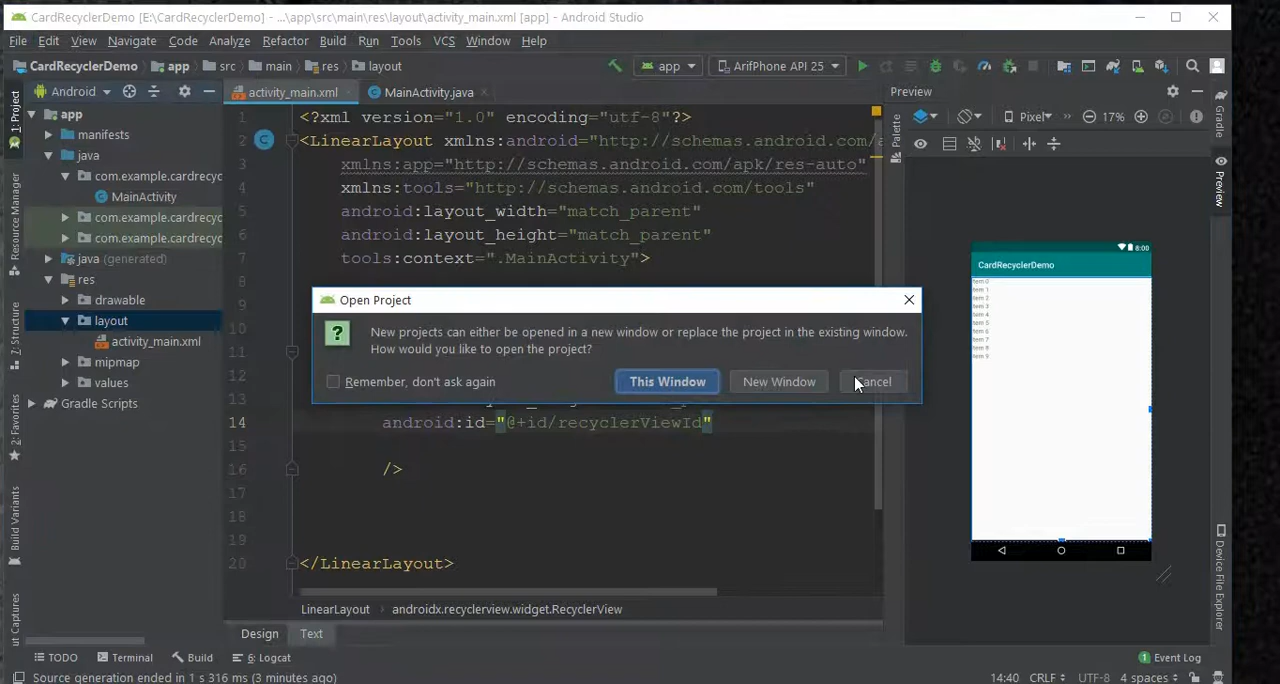 CardRecyclerDemo [E:\CardRecyclerDemo] - ...\app\src\main\res\layout\activity_main.xml [app] - Android Studio
File Edit View Navigate Code Analyze Refactor Build Run Tools VCS Window Help
CardRecyclerDemo app src main res layout app ArifPhone API 25
1: Project
Resource Manager
7: Structure
2: Favorites
Build Variants
ut Captures
Android
app
manifests
java
com.example.cardrecyc
MainActivity
com.example.cardrecyc
com.example.cardrecyc
java (generated)
res
drawable
layout
activity_main.xml
mipmap
values
Gradle Scripts
activity_main.xml MainActivity.java
1 <?xml version="1.0" encoding="utf-8"?>
2 <LinearLayout xmlns:android="http://schemas.android.com/a
3 xmlns:app="http://schemas.android.com/apk/res-auto"
4 xmlns:tools="http://schemas.android.com/tools"
5 android:layout_width="match_parent"
6 android:layout_height="match_parent"
7 tools:context=".MainActivity">
8
9
10
11
12
13
14 android:id="@+id/recyclerViewId"
15
16 />
17
18
19
20 </LinearLayout>
Open Project
New projects can either be opened in a new window or replace the project in the existing window.
How would you like to open the project?
Remember, don't ask again This Window New Window Cancel
LinearLayout androidx.recyclerview.widget.RecyclerView
Design Text
Preview
Palette
Pixel 17%
8:00
CardRecyclerDemo
Item 0
Item 1
Item 2
Item 3
Item 4
Item 5
Item 6
Item 7
Item 8
Item 9
Gradle
Preview
Device File Explorer
TODO Terminal Build 6: Logcat 1 Event Log
Source generation ended in 1 s 316 ms (3 minutes ago) 14:40 CRLF UTF-8 4 spaces